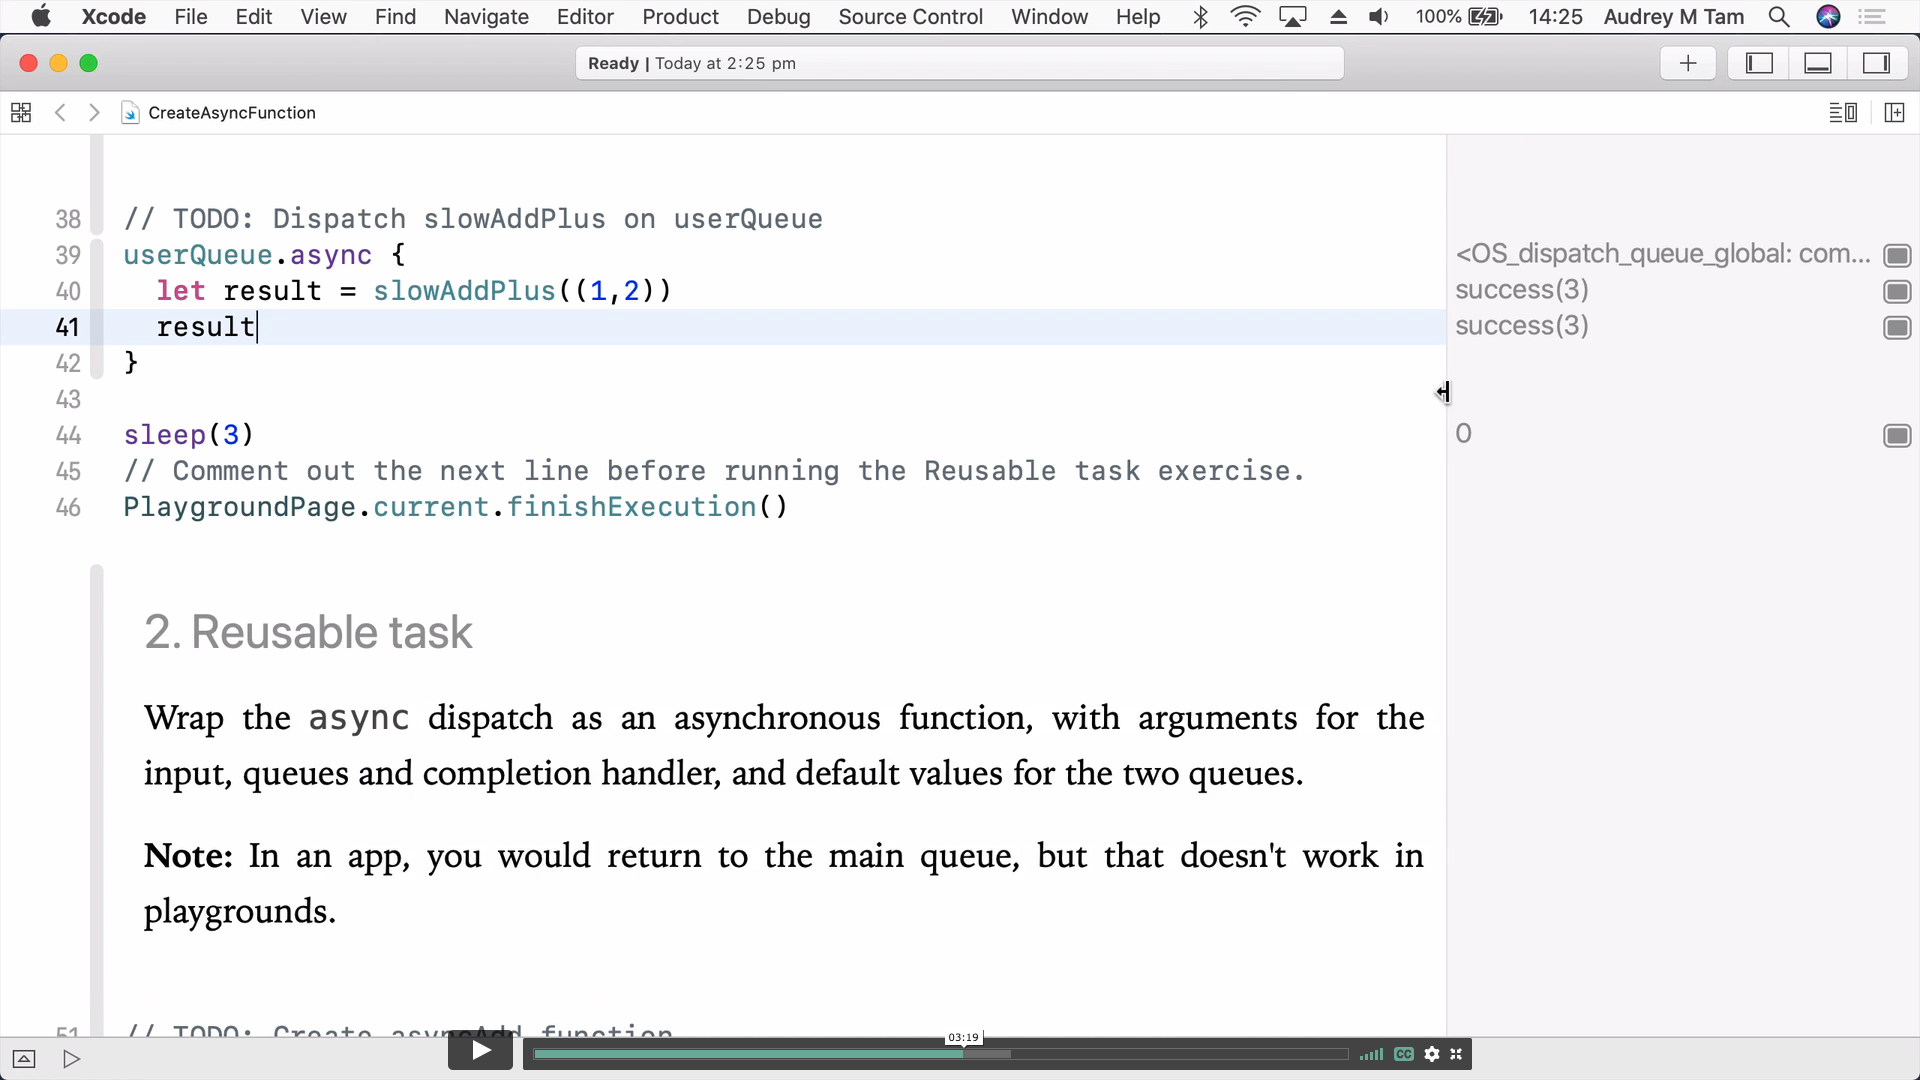 Xcode File Edit View Find Navigate Editor Product Debug Source Control Window Help 100% 14:25 Audrey M Tam
Ready | Today at 2:25 pm
CreateAsyncFunction
38 // TODO: Dispatch slowAddPlus on userQueue
39 userQueue.async { <OS_dispatch_queue_global: com...
40 let result = slowAddPlus((1,2)) success(3)
41 result success(3)
42 }
43
44 sleep(3) 0
45 // Comment out the next line before running the Reusable task exercise.
46 PlaygroundPage.current.finishExecution()
2. Reusable task
Wrap the async dispatch as an asynchronous function, with arguments for the
input, queues and completion handler, and default values for the two queues.
Note: In an app, you would return to the main queue, but that doesn't work in
playgrounds.
51 // TODO: Create asyncAdd function
03:19
CC